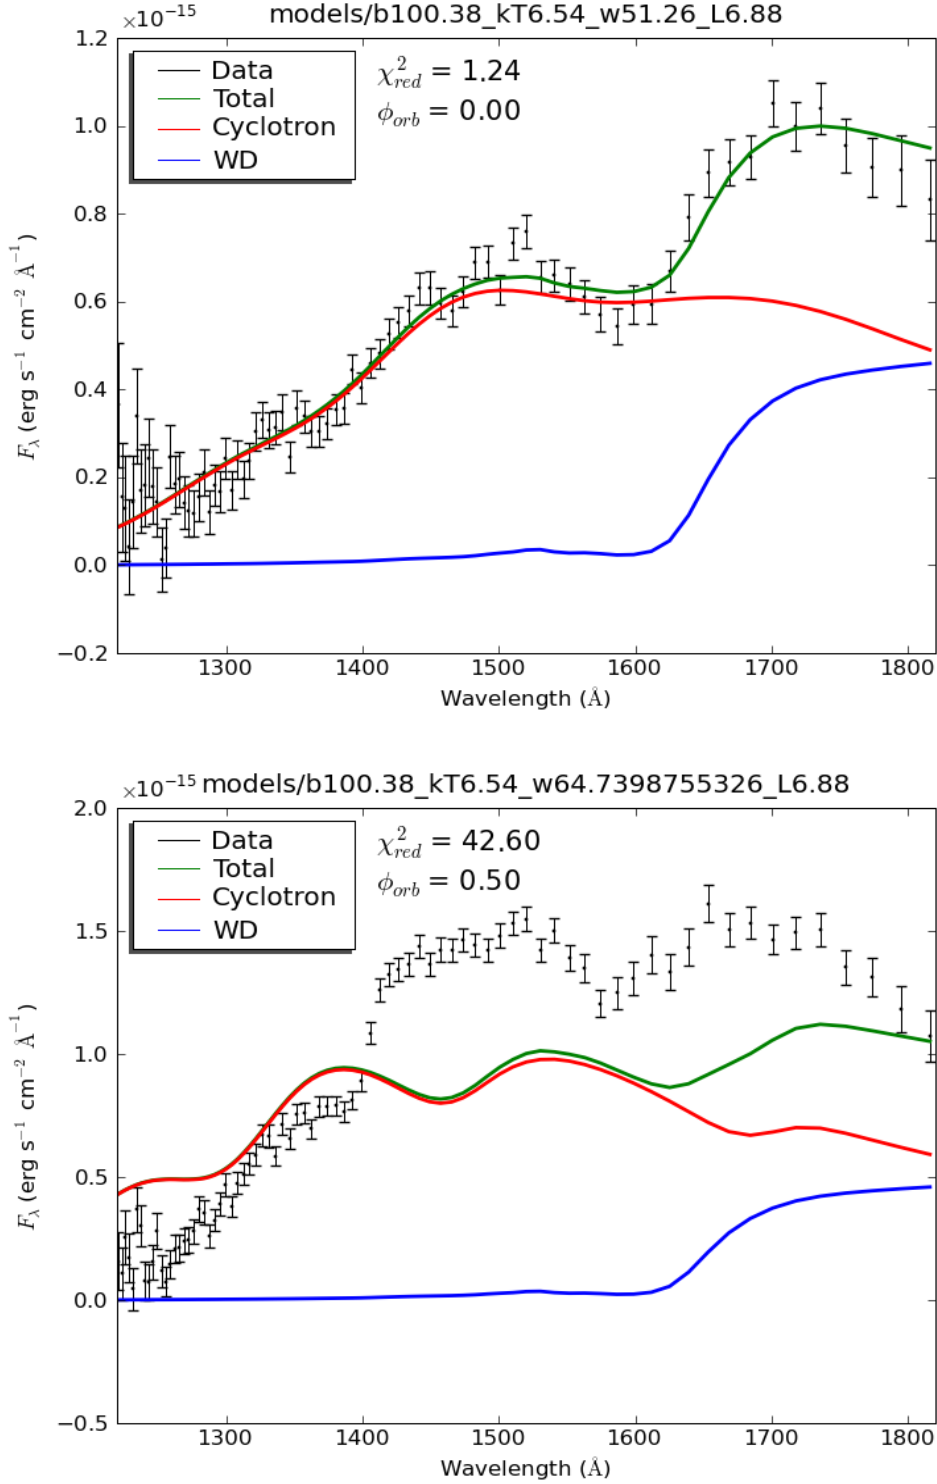 ×10⁻¹⁵ models/b100.38_kT6.54_w51.26_L6.88
1.2
1.0
0.8
0.6
0.4
0.2
0.0
−0.2
Data
Total
Cyclotron
WD
χ²red = 1.24
ϕorb = 0.00
Fλ (erg s⁻¹ cm⁻² Å⁻¹)
1300 1400 1500 1600 1700 1800
Wavelength (Å)
×10⁻¹⁵ models/b100.38_kT6.54_w64.7398755326_L6.88
2.0
1.5
1.0
0.5
0.0
−0.5
Data
Total
Cyclotron
WD
χ²red = 42.60
ϕorb = 0.50
Fλ (erg s⁻¹ cm⁻² Å⁻¹)
1300 1400 1500 1600 1700 1800
Wavelength (Å)